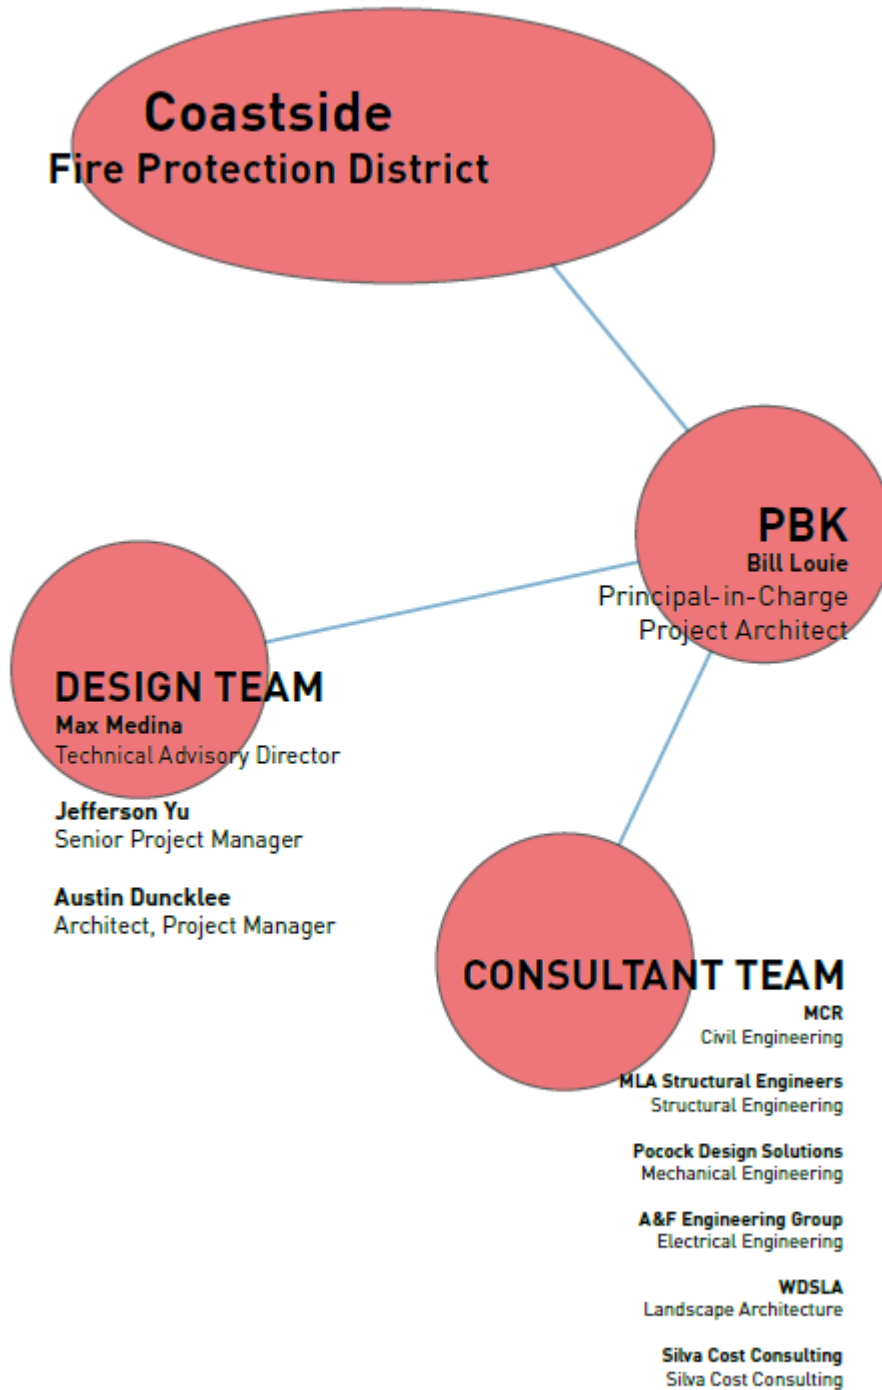 Coastside
Fire Protection District
PBK
Bill Louie
Principal-in-Charge
Project Architect
DESIGN TEAM
Max Medina
Technical Advisory Director
Jefferson Yu
Senior Project Manager
Austin Duncklee
Architect, Project Manager
CONSULTANT TEAM
MCR
Civil Engineering
MLA Structural Engineers
Structural Engineering
Pocock Design Solutions
Mechanical Engineering
A&F Engineering Group
Electrical Engineering
WDSLA
Landscape Architecture
Silva Cost Consulting
Silva Cost Consulting